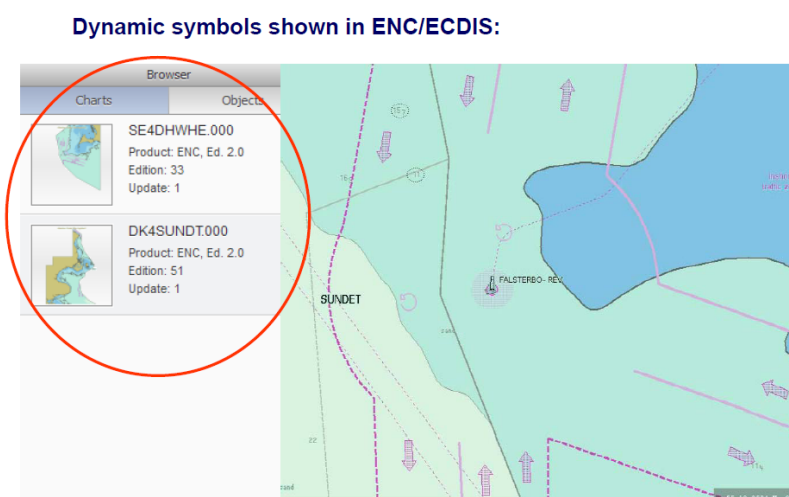 Dynamic symbols shown in ENC/ECDIS:
Browser
Charts
Objects
SE4DHWHE.000
Product: ENC, Ed. 2.0
Edition: 33
Update: 1
DK4SUNDT.000
Product: ENC, Ed. 2.0
Edition: 51
Update: 1
FALSTERBO- REV
SUNDET
22